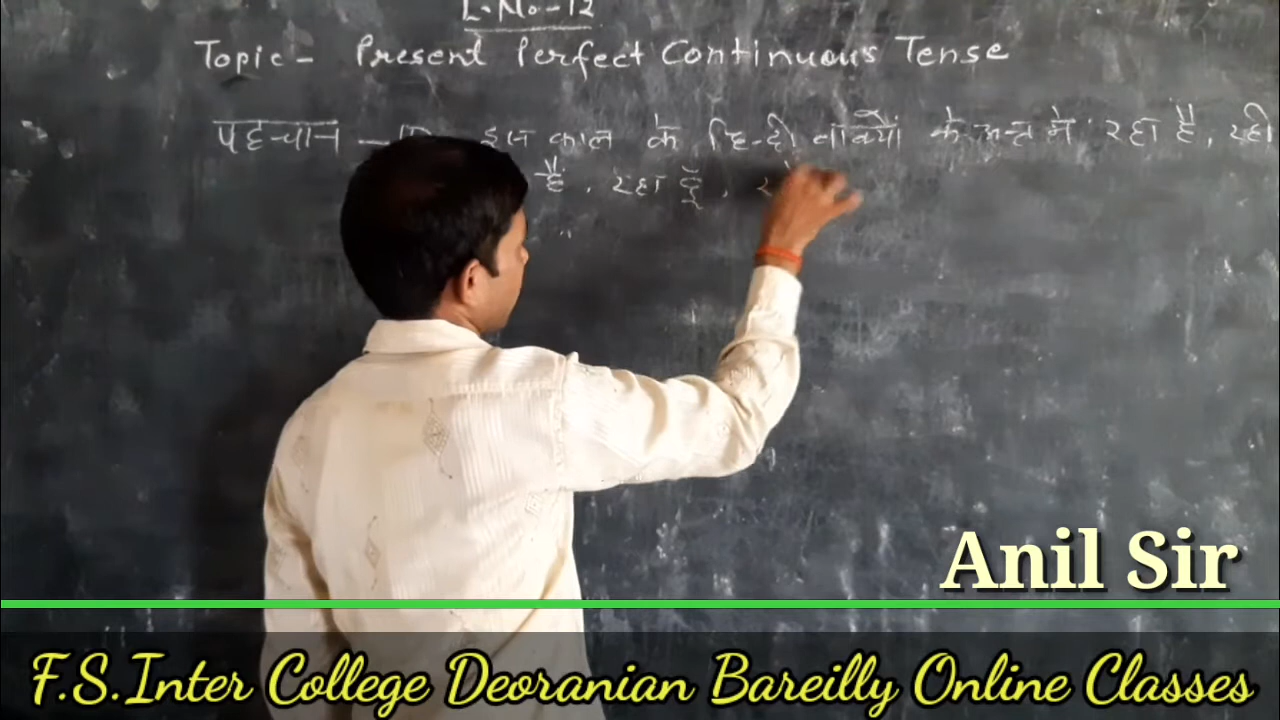 L.No-12
Topic - Present Perfect Continuous Tense
पहचान - इस काल के हिन्दी वाक्यों के अन्त में रहा है, रही
है, रहा हूँ,
Anil Sir
F.S.Inter College Deoranian Bareilly Online Classes